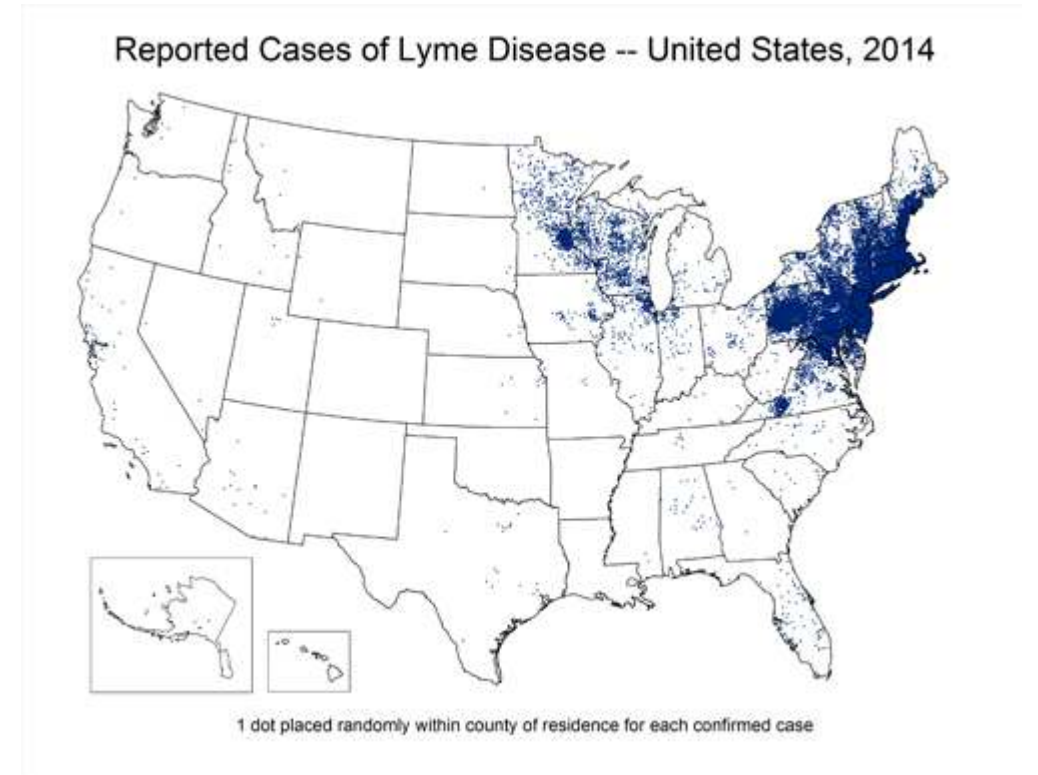 Reported Cases of Lyme Disease -- United States, 2014
1 dot placed randomly within county of residence for each confirmed case